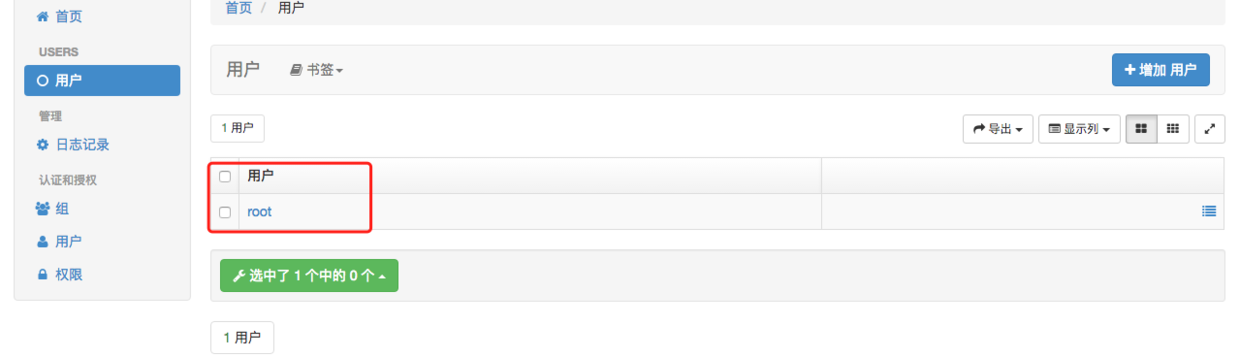 首页
USERS
用户
管理
日志记录
认证和授权
组
用户
权限
首页 / 用户
用户 书签
增加 用户
1 用户
导出 显示列
用户
root
选中了 1 个中的 0 个
1 用户